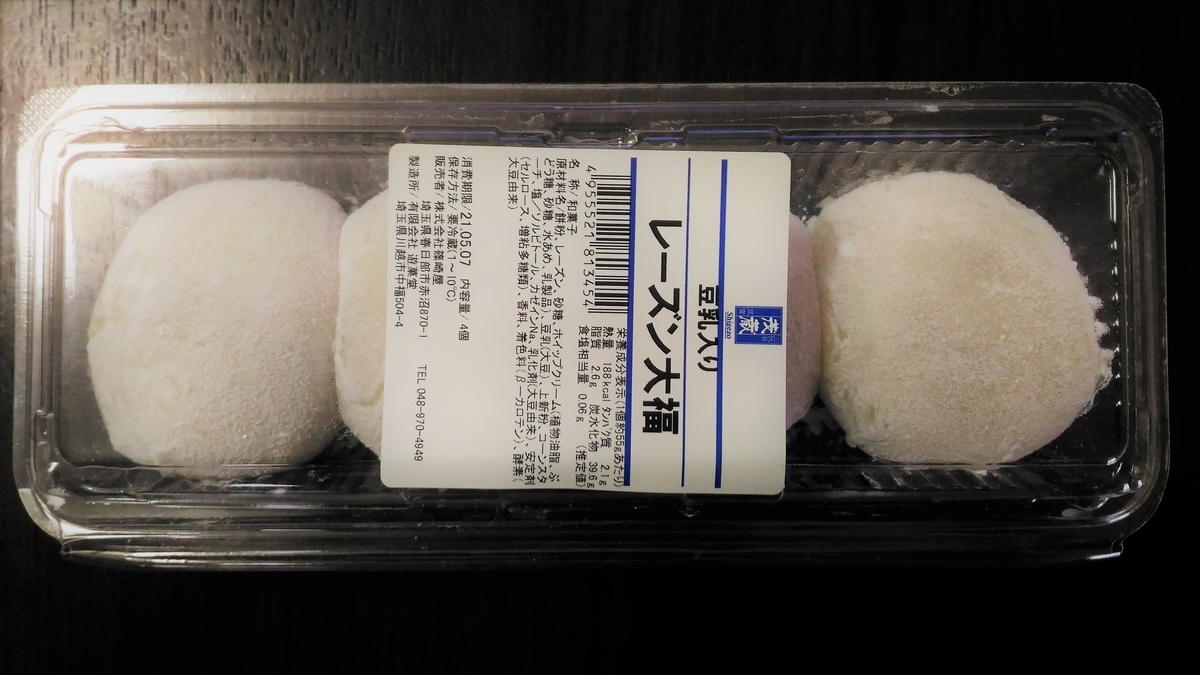 茂蔵
Shigezo
豆乳入り
レーズン大福
4 955521 813454
栄養成分表示(1個約55gあたり)
熱量 188kcal タンパク質 2.1g
脂質 2.6g 炭水化物 39.6g
食塩相当量 0.06g (推定値)
名 称/和菓子
原材料名/餅粉、レーズン、砂糖、ホイップクリーム(植物油脂、ぶ
どう糖、砂糖、水あめ、乳製品)、豆乳(大豆)、上新粉、コーンスタ
ーチ、塩/ソルビトール、カゼインNa、乳化剤(大豆由来)、安定剤
(セルロース、増粘多糖類)、香料、着色料(β-カロテン)、酵素(
大豆由来)
消費期限/21.05.07 内容量/4個
保存方法/要冷蔵(1~10℃)
販売者/株式会社篠崎屋
埼玉県春日部市赤沼870-1 TEL 048-970-4949
製造所/有限会社 遊菓堂
埼玉県川越市中福504-4